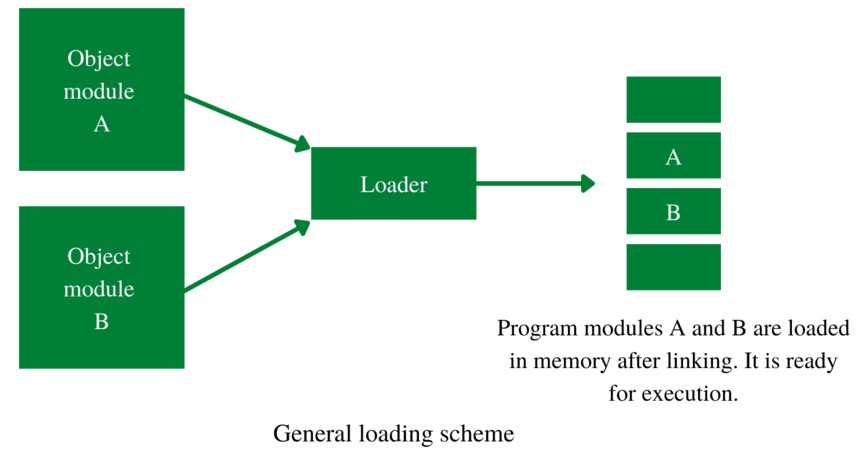 Object
module
A
Object
module
B
Loader
A
B
Program modules A and B are loaded
in memory after linking. It is ready
for execution.
General loading scheme